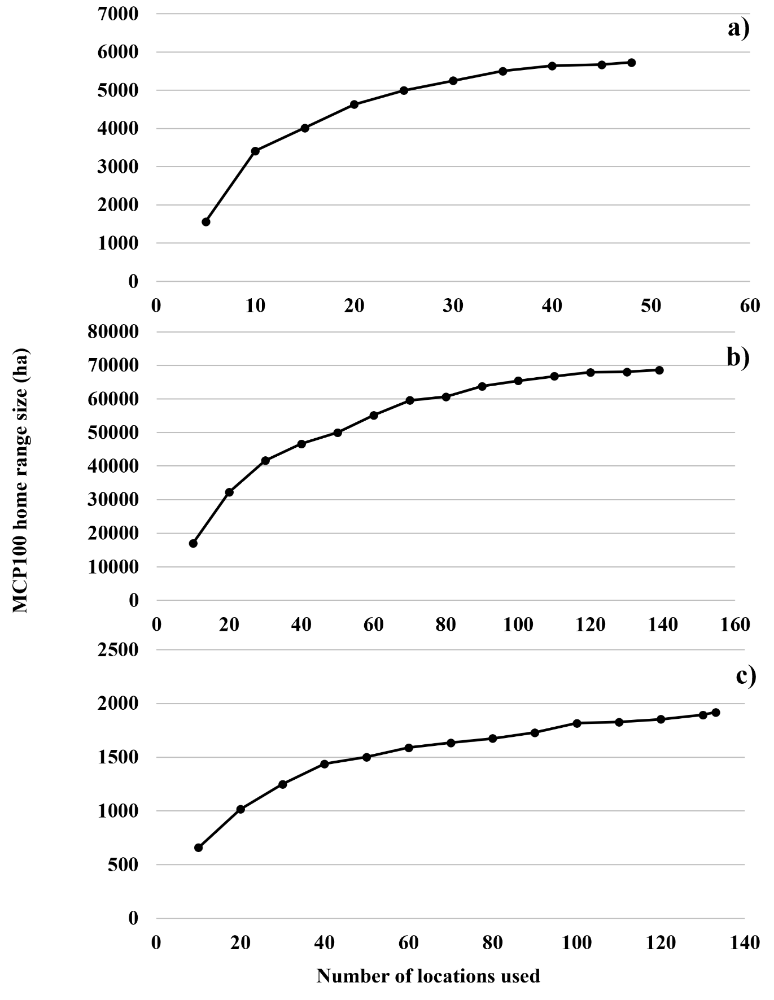 7000
a)
6000
5000
4000
3000
2000
1000
0
0 10 20 30 40 50 60
MCP100 home range size (ha)
80000
b)
70000
60000
50000
40000
30000
20000
10000
0
0 20 40 60 80 100 120 140 160
2500
c)
2000
1500
1000
500
0
0 20 40 60 80 100 120 140
Number of locations used